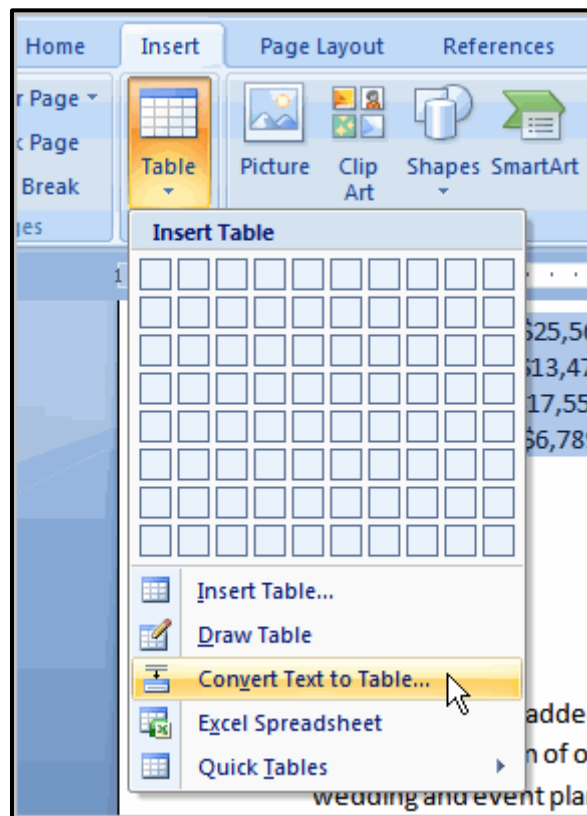 Home Insert Page Layout References
r Page
Page
Break
Table Picture Clip Art Shapes SmartArt
Insert Table
1
$25,5
$13,47
17,55
$6,789
Insert Table...
Draw Table
Convert Text to Table...
Excel Spreadsheet
Quick Tables
adde
n of o
wedding and event pla